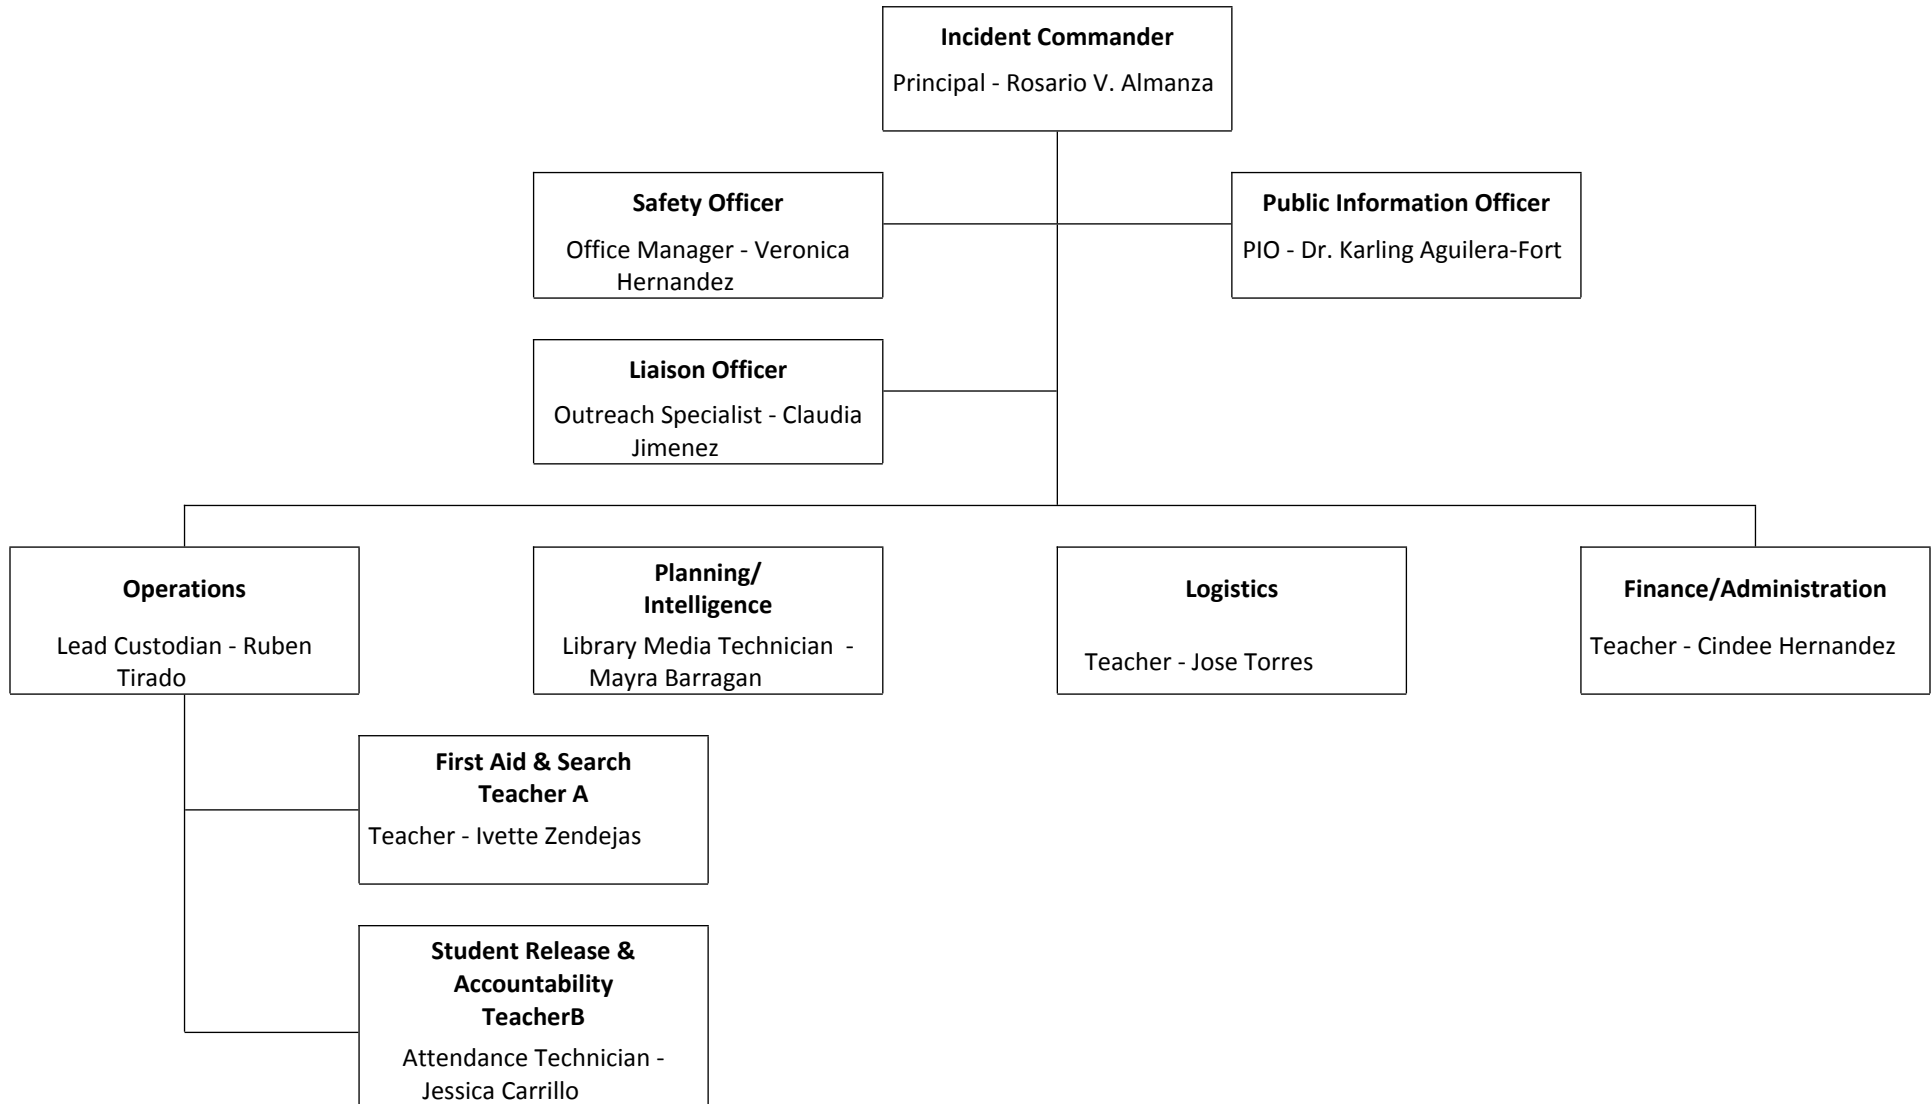 Incident Commander
Principal - Rosario V. Almanza
Safety Officer
Office Manager - Veronica
Hernandez
Public Information Officer
PIO - Dr. Karling Aguilera-Fort
Liaison Officer
Outreach Specialist - Claudia
Jimenez
Operations
Lead Custodian - Ruben
Tirado
Planning/
Intelligence
Library Media Technician -
Mayra Barragan
Logistics
Teacher - Jose Torres
Finance/Administration
Teacher - Cindee Hernandez
First Aid & Search
Teacher A
Teacher - Ivette Zendejas
Student Release &
Accountability
TeacherB
Attendance Technician -
Jessica Carrillo